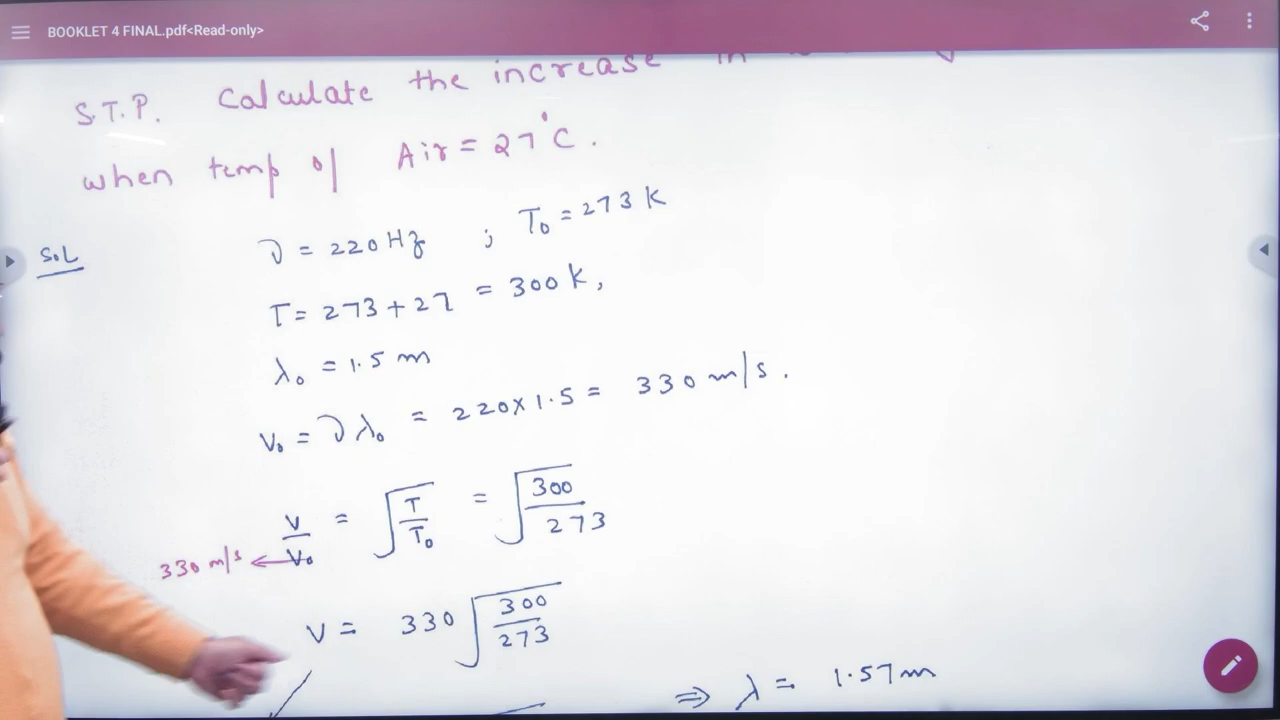 BOOKLET 4 FINAL.pdf<Read-only>
S.T.P. Calculate the increase in
when temp of Air = 27°C.
Sol
ν = 220 Hz ; T₀ = 273 K
T = 273 + 27 = 300 K,
λ₀ = 1.5 m
V₀ = ν λ₀ = 220 × 1.5 = 330 m/s.
V/V₀ = √(T/T₀) = √(300/273)
330 m/s ←
V = 330 √(300/273)
⇒ λ = 1.57 m